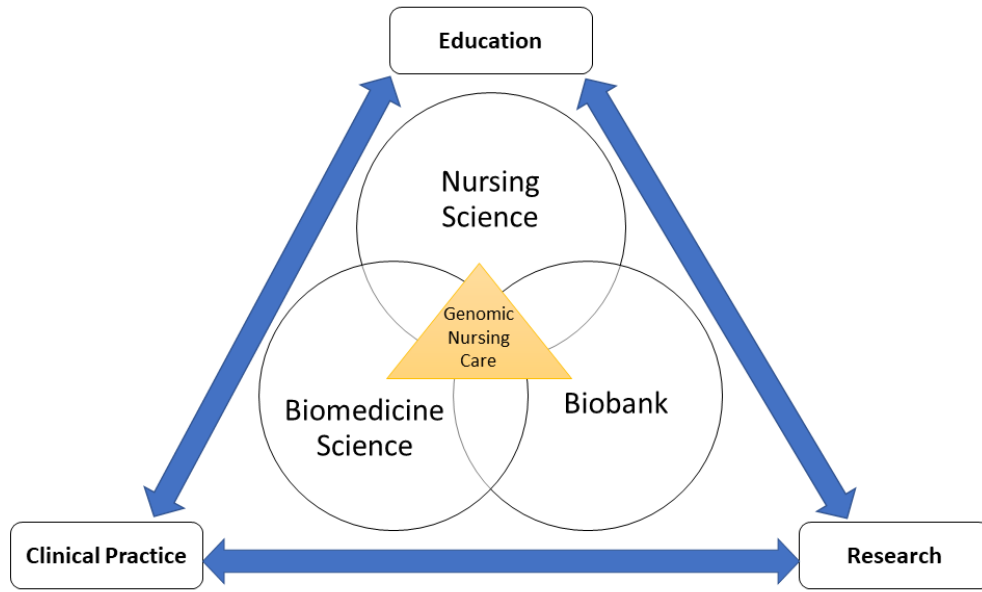 Education
Nursing
Science
Genomic
Nursing
Care
Biomedicine
Science
Biobank
Clinical Practice
Research